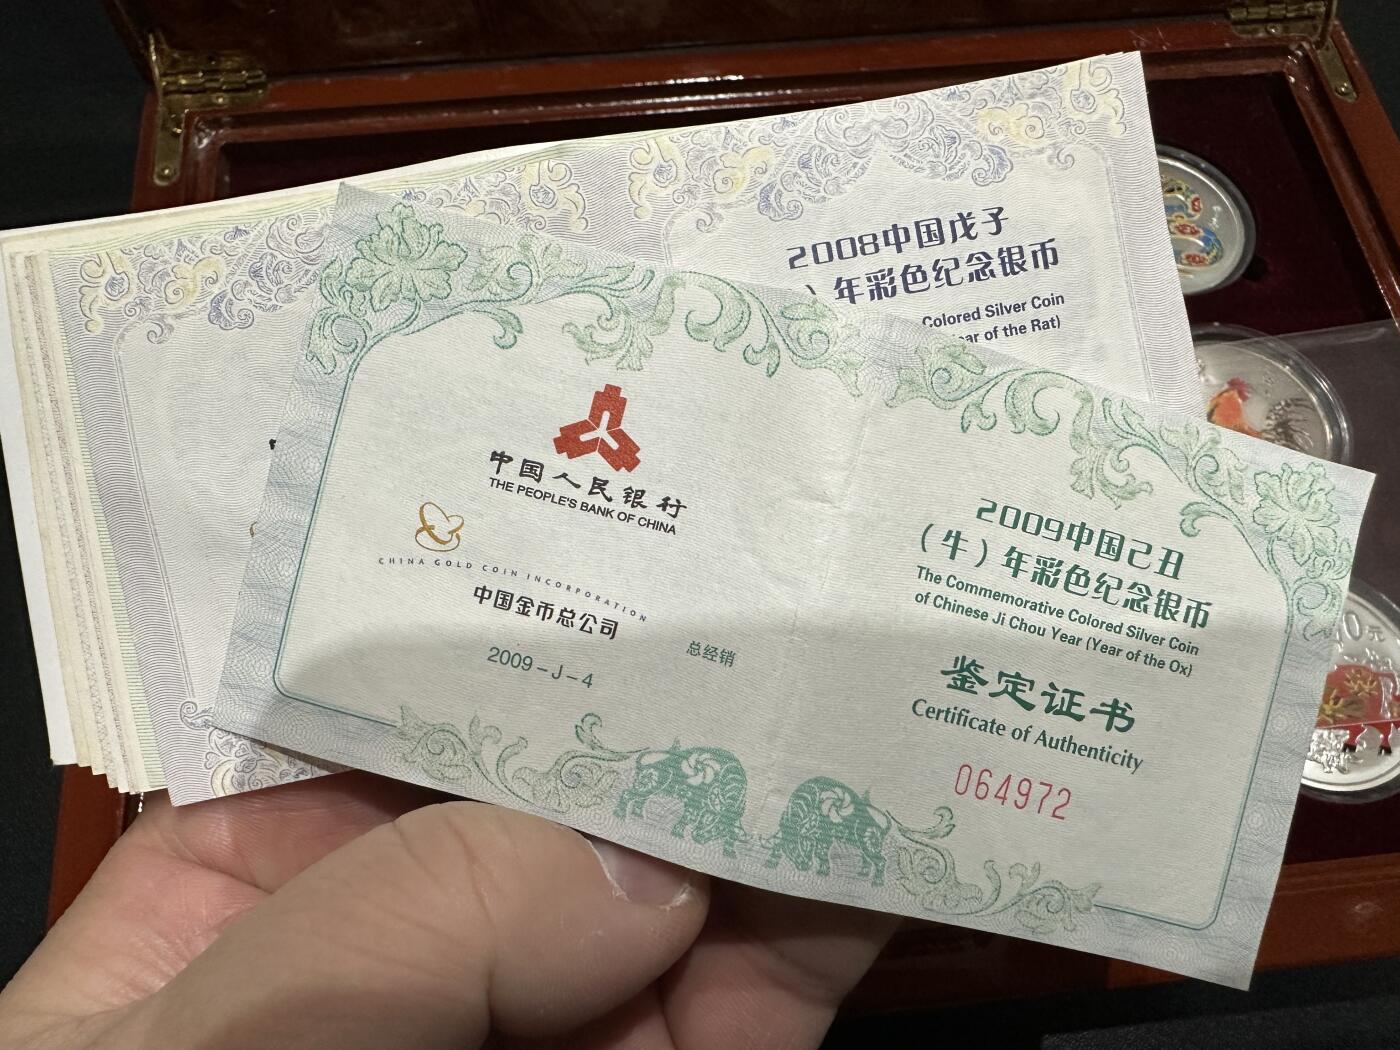 2008中国戊子
）年彩色纪念银币
Colored Silver Coin
ear of the Rat)
中国人民银行
THE PEOPLE'S BANK OF CHINA
CHINA GOLD COIN INCORPORATION
中国金币总公司
总经销
2009-J-4
2009中国己丑
（牛）年彩色纪念银币
The Commemorative Colored Silver Coin
of Chinese Ji Chou Year (Year of the Ox)
鉴定证书
Certificate of Authenticity
064972
10元